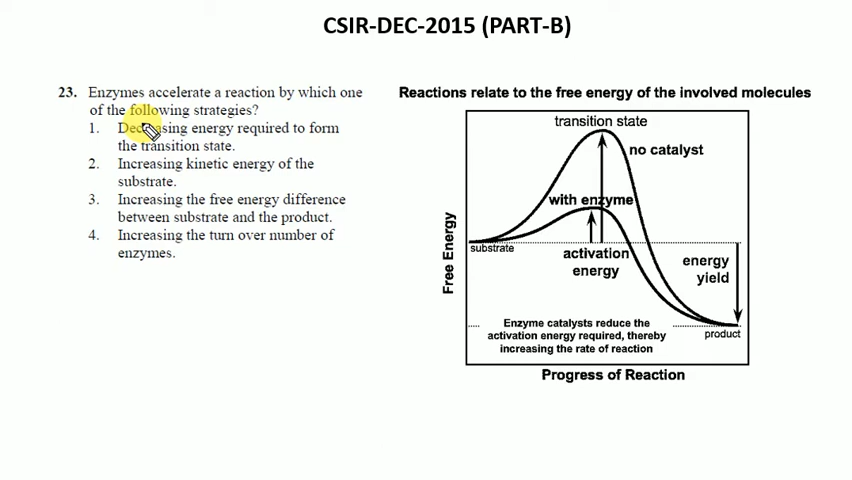 CSIR-DEC-2015 (PART-B)
23. Enzymes accelerate a reaction by which one
of the following strategies?
1. Decreasing energy required to form
the transition state.
2. Increasing kinetic energy of the
substrate.
3. Increasing the free energy difference
between substrate and the product.
4. Increasing the turn over number of
enzymes.
Reactions relate to the free energy of the involved molecules
transition state
no catalyst
with enzyme
substrate
activation
energy
energy
yield
Free Energy
Enzyme catalysts reduce the
activation energy required, thereby
increasing the rate of reaction
product
Progress of Reaction